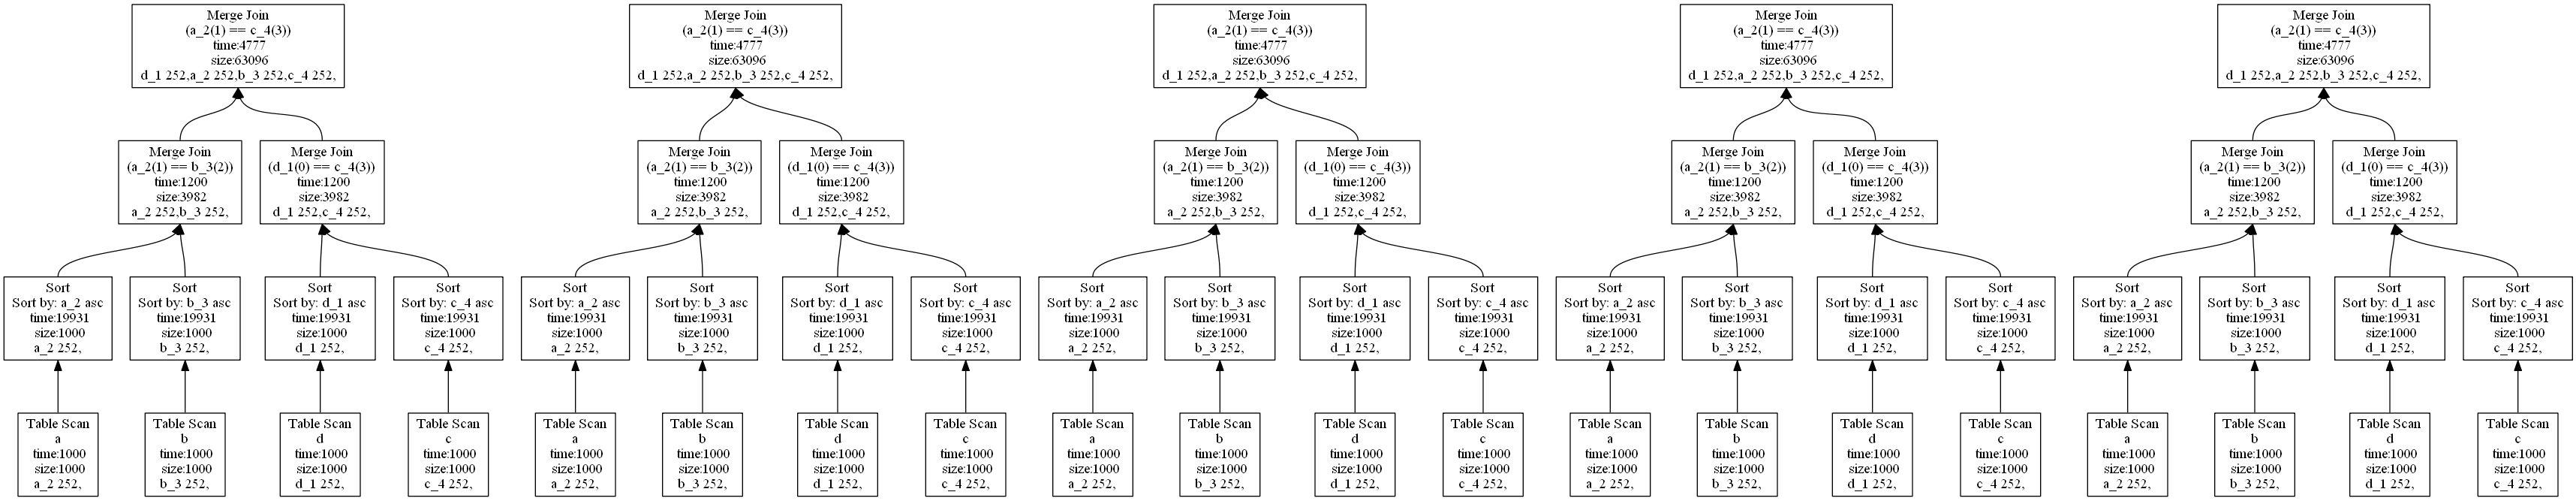 Merge Join
(a_2(1) == c_4(3))
time:4777
size:63096
d_1 252,a_2 252,b_3 252,c_4 252,
Merge Join
(a_2(1) == b_3(2))
time:1200
size:3982
a_2 252,b_3 252,
Merge Join
(d_1(0) == c_4(3))
time:1200
size:3982
d_1 252,c_4 252,
Sort
Sort by: a_2 asc
time:19931
size:1000
a_2 252,
Sort
Sort by: b_3 asc
time:19931
size:1000
b_3 252,
Sort
Sort by: d_1 asc
time:19931
size:1000
d_1 252,
Sort
Sort by: c_4 asc
time:19931
size:1000
c_4 252,
Table Scan
a
time:1000
size:1000
a_2 252,
Table Scan
b
time:1000
size:1000
b_3 252,
Table Scan
d
time:1000
size:1000
d_1 252,
Table Scan
c
time:1000
size:1000
c_4 252,
Merge Join
(a_2(1) == c_4(3))
time:4777
size:63096
d_1 252,a_2 252,b_3 252,c_4 252,
Merge Join
(a_2(1) == b_3(2))
time:1200
size:3982
a_2 252,b_3 252,
Merge Join
(d_1(0) == c_4(3))
time:1200
size:3982
d_1 252,c_4 252,
Sort
Sort by: a_2 asc
time:19931
size:1000
a_2 252,
Sort
Sort by: b_3 asc
time:19931
size:1000
b_3 252,
Sort
Sort by: d_1 asc
time:19931
size:1000
d_1 252,
Sort
Sort by: c_4 asc
time:19931
size:1000
c_4 252,
Table Scan
a
time:1000
size:1000
a_2 252,
Table Scan
b
time:1000
size:1000
b_3 252,
Table Scan
d
time:1000
size:1000
d_1 252,
Table Scan
c
time:1000
size:1000
c_4 252,
Merge Join
(a_2(1) == c_4(3))
time:4777
size:63096
d_1 252,a_2 252,b_3 252,c_4 252,
Merge Join
(a_2(1) == b_3(2))
time:1200
size:3982
a_2 252,b_3 252,
Merge Join
(d_1(0) == c_4(3))
time:1200
size:3982
d_1 252,c_4 252,
Sort
Sort by: a_2 asc
time:19931
size:1000
a_2 252,
Sort
Sort by: b_3 asc
time:19931
size:1000
b_3 252,
Sort
Sort by: d_1 asc
time:19931
size:1000
d_1 252,
Sort
Sort by: c_4 asc
time:19931
size:1000
c_4 252,
Table Scan
a
time:1000
size:1000
a_2 252,
Table Scan
b
time:1000
size:1000
b_3 252,
Table Scan
d
time:1000
size:1000
d_1 252,
Table Scan
c
time:1000
size:1000
c_4 252,
Merge Join
(a_2(1) == c_4(3))
time:4777
size:63096
d_1 252,a_2 252,b_3 252,c_4 252,
Merge Join
(a_2(1) == b_3(2))
time:1200
size:3982
a_2 252,b_3 252,
Merge Join
(d_1(0) == c_4(3))
time:1200
size:3982
d_1 252,c_4 252,
Sort
Sort by: a_2 asc
time:19931
size:1000
a_2 252,
Sort
Sort by: b_3 asc
time:19931
size:1000
b_3 252,
Sort
Sort by: d_1 asc
time:19931
size:1000
d_1 252,
Sort
Sort by: c_4 asc
time:19931
size:1000
c_4 252,
Table Scan
a
time:1000
size:1000
a_2 252,
Table Scan
b
time:1000
size:1000
b_3 252,
Table Scan
d
time:1000
size:1000
d_1 252,
Table Scan
c
time:1000
size:1000
c_4 252,
Merge Join
(a_2(1) == c_4(3))
time:4777
size:63096
d_1 252,a_2 252,b_3 252,c_4 252,
Merge Join
(a_2(1) == b_3(2))
time:1200
size:3982
a_2 252,b_3 252,
Merge Join
(d_1(0) == c_4(3))
time:1200
size:3982
d_1 252,c_4 252,
Sort
Sort by: a_2 asc
time:19931
size:1000
a_2 252,
Sort
Sort by: b_3 asc
time:19931
size:1000
b_3 252,
Sort
Sort by: d_1 asc
time:19931
size:1000
d_1 252,
Sort
Sort by: c_4 asc
time:19931
size:1000
c_4 252,
Table Scan
a
time:1000
size:1000
a_2 252,
Table Scan
b
time:1000
size:1000
b_3 252,
Table Scan
d
time:1000
size:1000
d_1 252,
Table Scan
c
time:1000
size:1000
c_4 252,